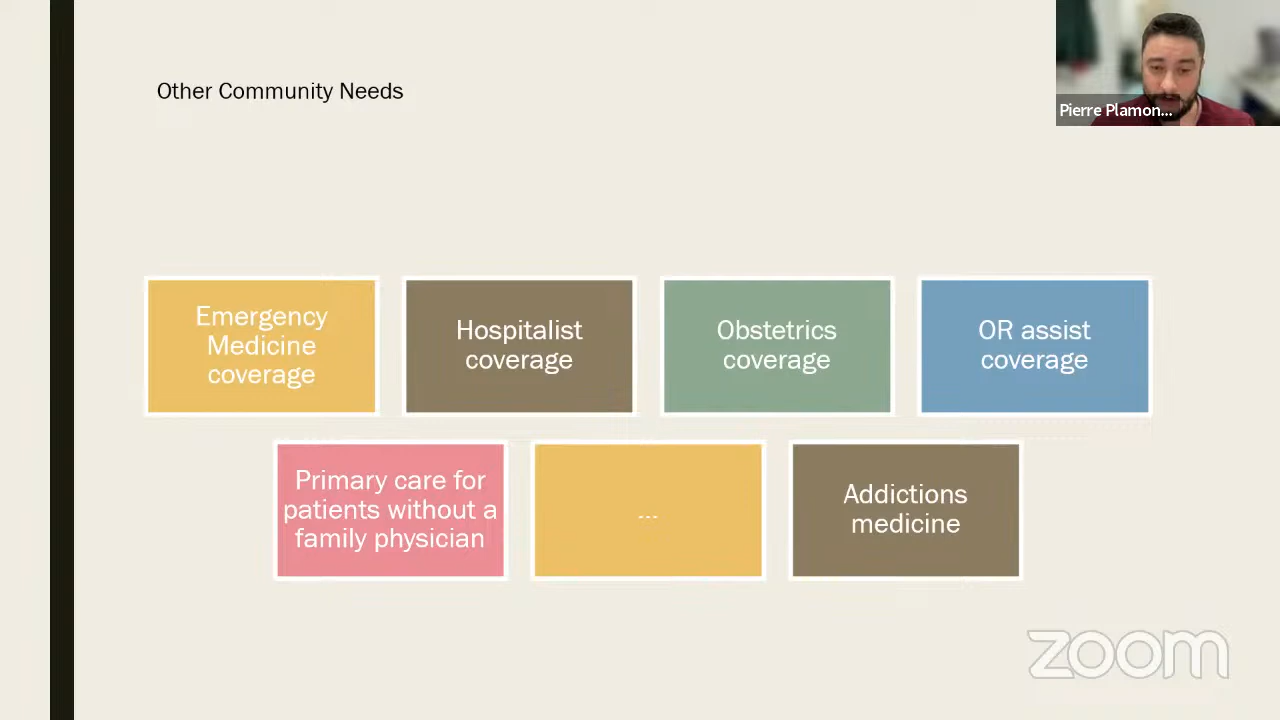 Other Community Needs
Pierre Plamon...
Emergency
Medicine
coverage
Hospitalist
coverage
Obstetrics
coverage
OR assist
coverage
Primary care for
patients without a
family physician
...
Addictions
medicine
zoom